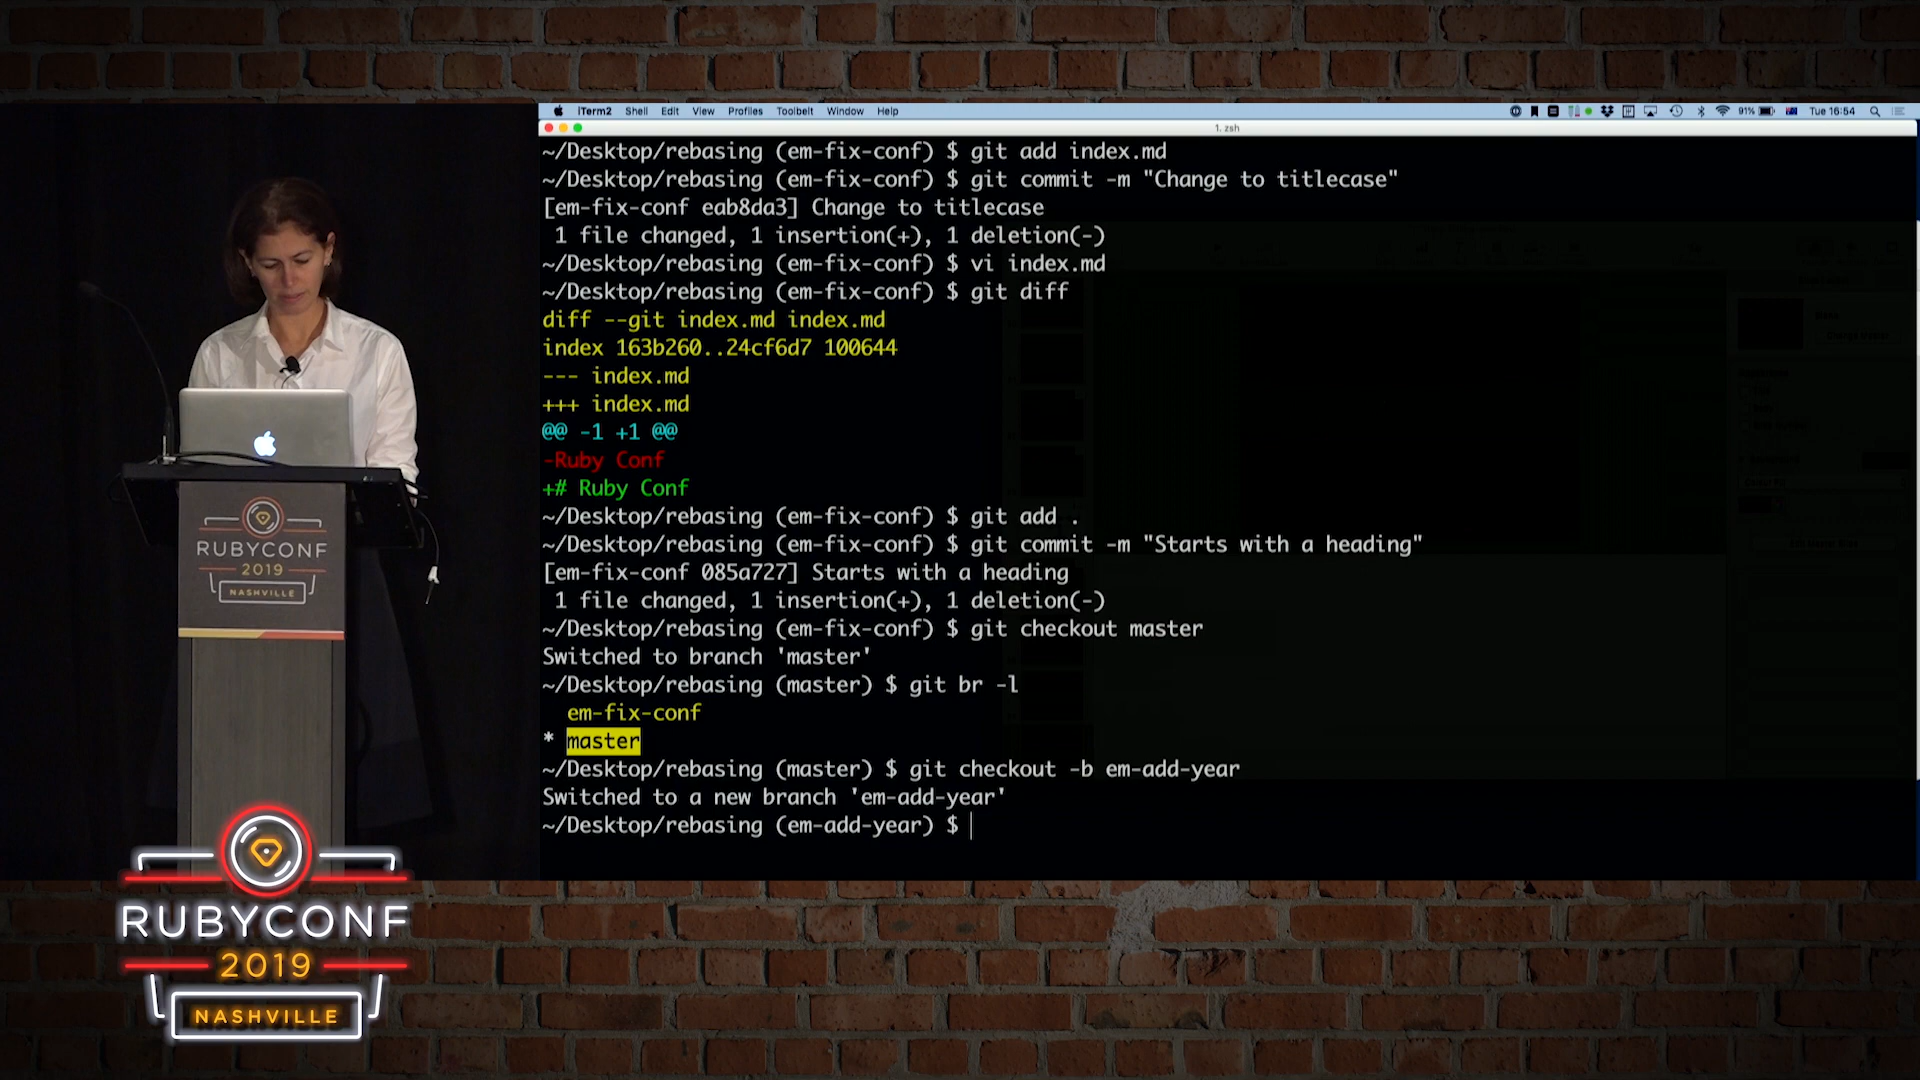 iTerm2 Shell Edit View Profiles Toolbelt Window Help
91% Tue 16:54
1. zsh
~/Desktop/rebasing (em-fix-conf) $ git add index.md
~/Desktop/rebasing (em-fix-conf) $ git commit -m "Change to titlecase"
[em-fix-conf eab8da3] Change to titlecase
1 file changed, 1 insertion(+), 1 deletion(-)
~/Desktop/rebasing (em-fix-conf) $ vi index.md
~/Desktop/rebasing (em-fix-conf) $ git diff
diff --git index.md index.md
index 163b260..24cf6d7 100644
--- index.md
+++ index.md
@@ -1 +1 @@
-Ruby Conf
+# Ruby Conf
~/Desktop/rebasing (em-fix-conf) $ git add .
~/Desktop/rebasing (em-fix-conf) $ git commit -m "Starts with a heading"
[em-fix-conf 085a727] Starts with a heading
1 file changed, 1 insertion(+), 1 deletion(-)
~/Desktop/rebasing (em-fix-conf) $ git checkout master
Switched to branch 'master'
~/Desktop/rebasing (master) $ git br -l
em-fix-conf
* master
~/Desktop/rebasing (master) $ git checkout -b em-add-year
Switched to a new branch 'em-add-year'
~/Desktop/rebasing (em-add-year) $
RUBYCONF
2019
NASHVILLE
RUBYCONF
2019
NASHVILLE